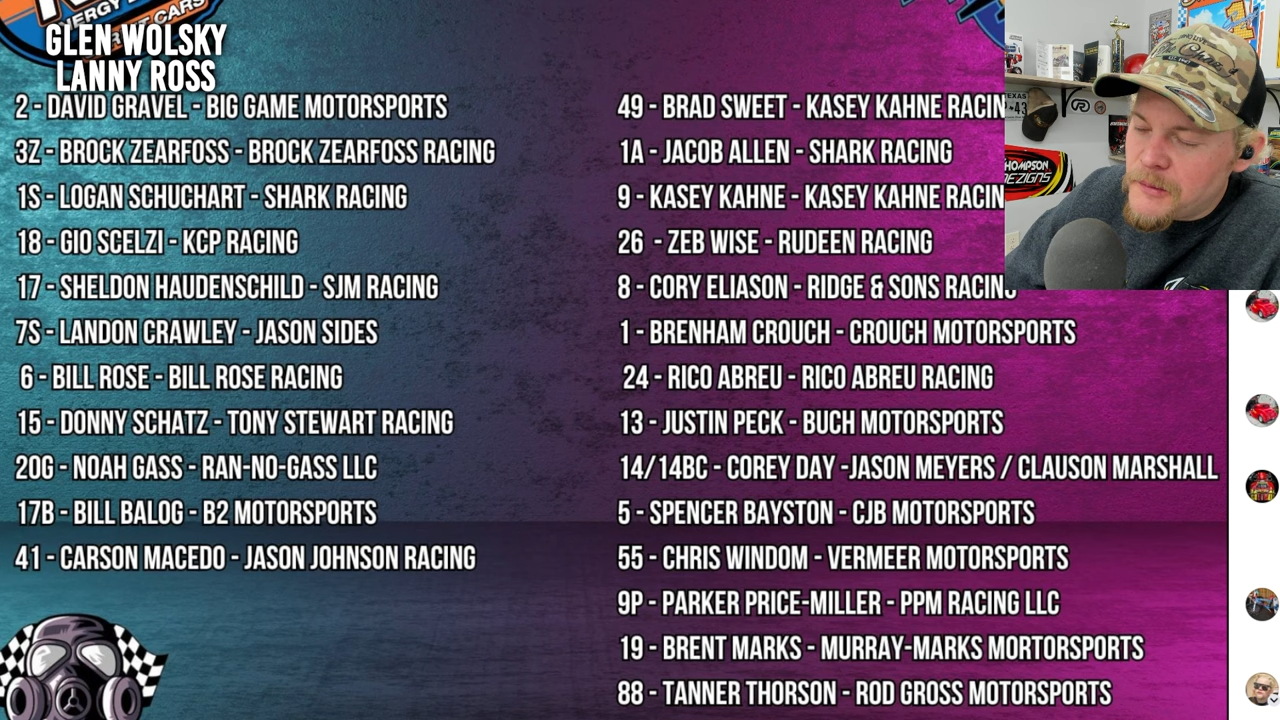 ENERGY
CARS
GLEN WOLSKY
LANNY ROSS
2 - DAVID GRAVEL - BIG GAME MOTORSPORTS
3Z - BROCK ZEARFOSS - BROCK ZEARFOSS RACING
1S - LOGAN SCHUCHART - SHARK RACING
18 - GIO SCELZI - KCP RACING
17 - SHELDON HAUDENSCHILD - SJM RACING
7S - LANDON CRAWLEY - JASON SIDES
6 - BILL ROSE - BILL ROSE RACING
15 - DONNY SCHATZ - TONY STEWART RACING
20G - NOAH GASS - RAN-NO-GASS LLC
17B - BILL BALOG - B2 MOTORSPORTS
41 - CARSON MACEDO - JASON JOHNSON RACING
49 - BRAD SWEET - KASEY KAHNE RACIN
1A - JACOB ALLEN - SHARK RACING
9 - KASEY KAHNE - KASEY KAHNE RACIN
26 - ZEB WISE - RUDEEN RACING
8 - CORY ELIASON - RIDGE & SONS RACING
1 - BRENHAM CROUCH - CROUCH MOTORSPORTS
24 - RICO ABREU - RICO ABREU RACING
13 - JUSTIN PECK - BUCH MOTORSPORTS
14/14BC - COREY DAY -JASON MEYERS / CLAUSON MARSHALL
5 - SPENCER BAYSTON - CJB MOTORSPORTS
55 - CHRIS WINDOM - VERMEER MOTORSPORTS
9P - PARKER PRICE-MILLER - PPM RACING LLC
19 - BRENT MARKS - MURRAY-MARKS MORTORSPORTS
88 - TANNER THORSON - ROD GROSS MOTORSPORTS
TEXAS
43
HOMPSON
DEZIGNS